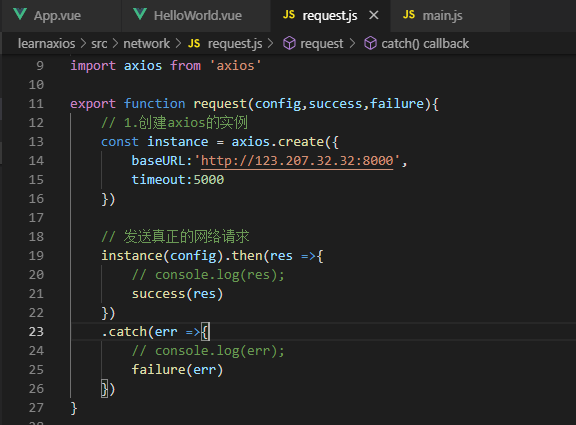 App.vue HelloWorld.vue JS request.js × JS main.js
learnaxios > src > network > JS request.js > request > catch() callback
9 import axios from 'axios'
10
11 export function request(config,success,failure){
12 // 1.创建axios的实例
13 const instance = axios.create({
14 baseURL:'http://123.207.32.32:8000',
15 timeout:5000
16 })
17
18 // 发送真正的网络请求
19 instance(config).then(res =>{
20 // console.log(res);
21 success(res)
22 })
23 .catch(err =>{
24 // console.log(err);
25 failure(err)
26 })
27 }
28